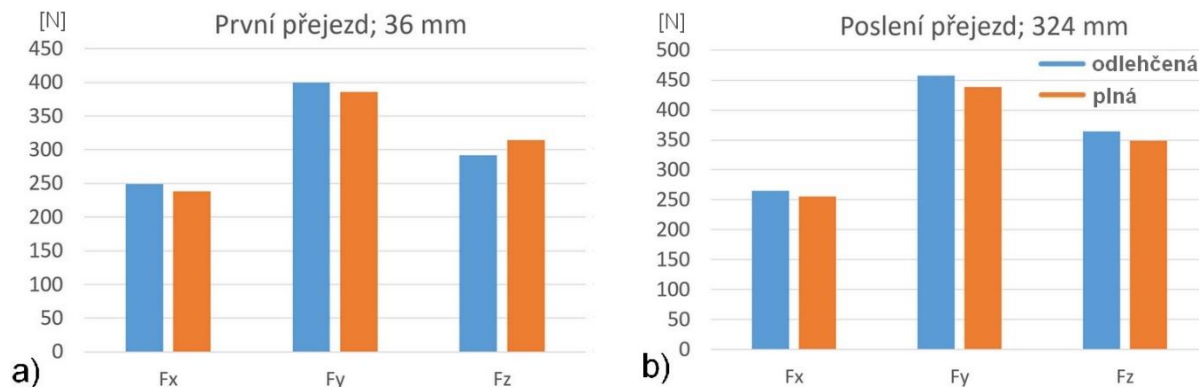 [N]
První přejezd; 36 mm
450
400
350
300
250
200
150
100
50
0
Fx Fy Fz
a)
[N]
Poslení přejezd; 324 mm
500
450
400
350
300
250
200
150
100
50
0
odlehčená
plná
Fx Fy Fz
b)